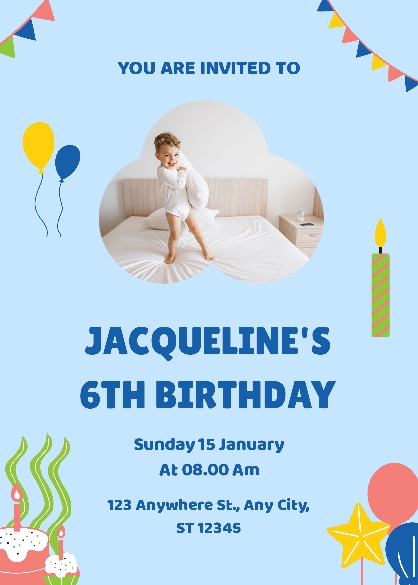 YOU ARE INVITED TO
JACQUELINE'S
6TH BIRTHDAY
Sunday 15 January
At 08.00 Am
123 Anywhere St., Any City,
ST 12345